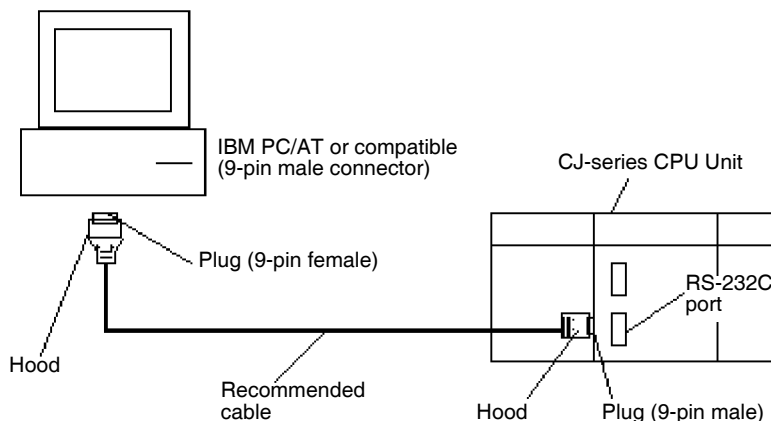 IBM PC/AT or compatible
(9-pin male connector)
CJ-series CPU Unit
Plug (9-pin female)
RS-232C
port
Hood
Recommended
cable
Hood
Plug (9-pin male)